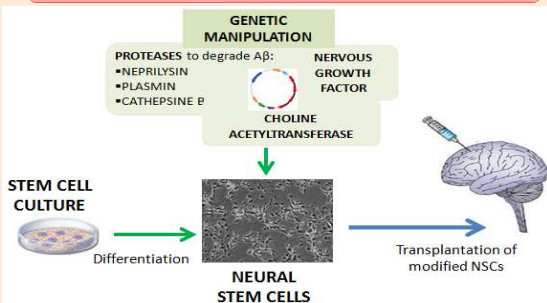 GENETIC
MANIPULATION
PROTEASES to degrade Aβ:
▪NEPRILYSIN
▪PLASMIN
▪CATHEPSINE B
NERVOUS
GROWTH
FACTOR
CHOLINE
ACETYLTRANSFERASE
STEM CELL
CULTURE
Differentiation
NEURAL
STEM CELLS
Transplantation of
modified NSCs